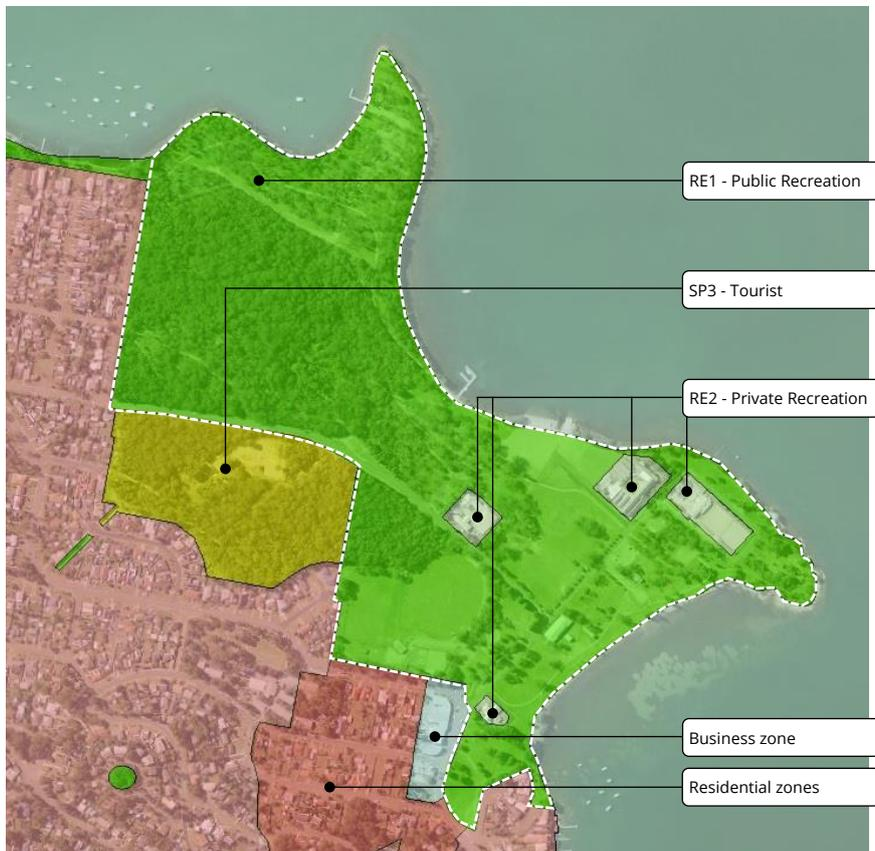 RE1 - Public Recreation
SP3 - Tourist
RE2 - Private Recreation
Business zone
Residential zones